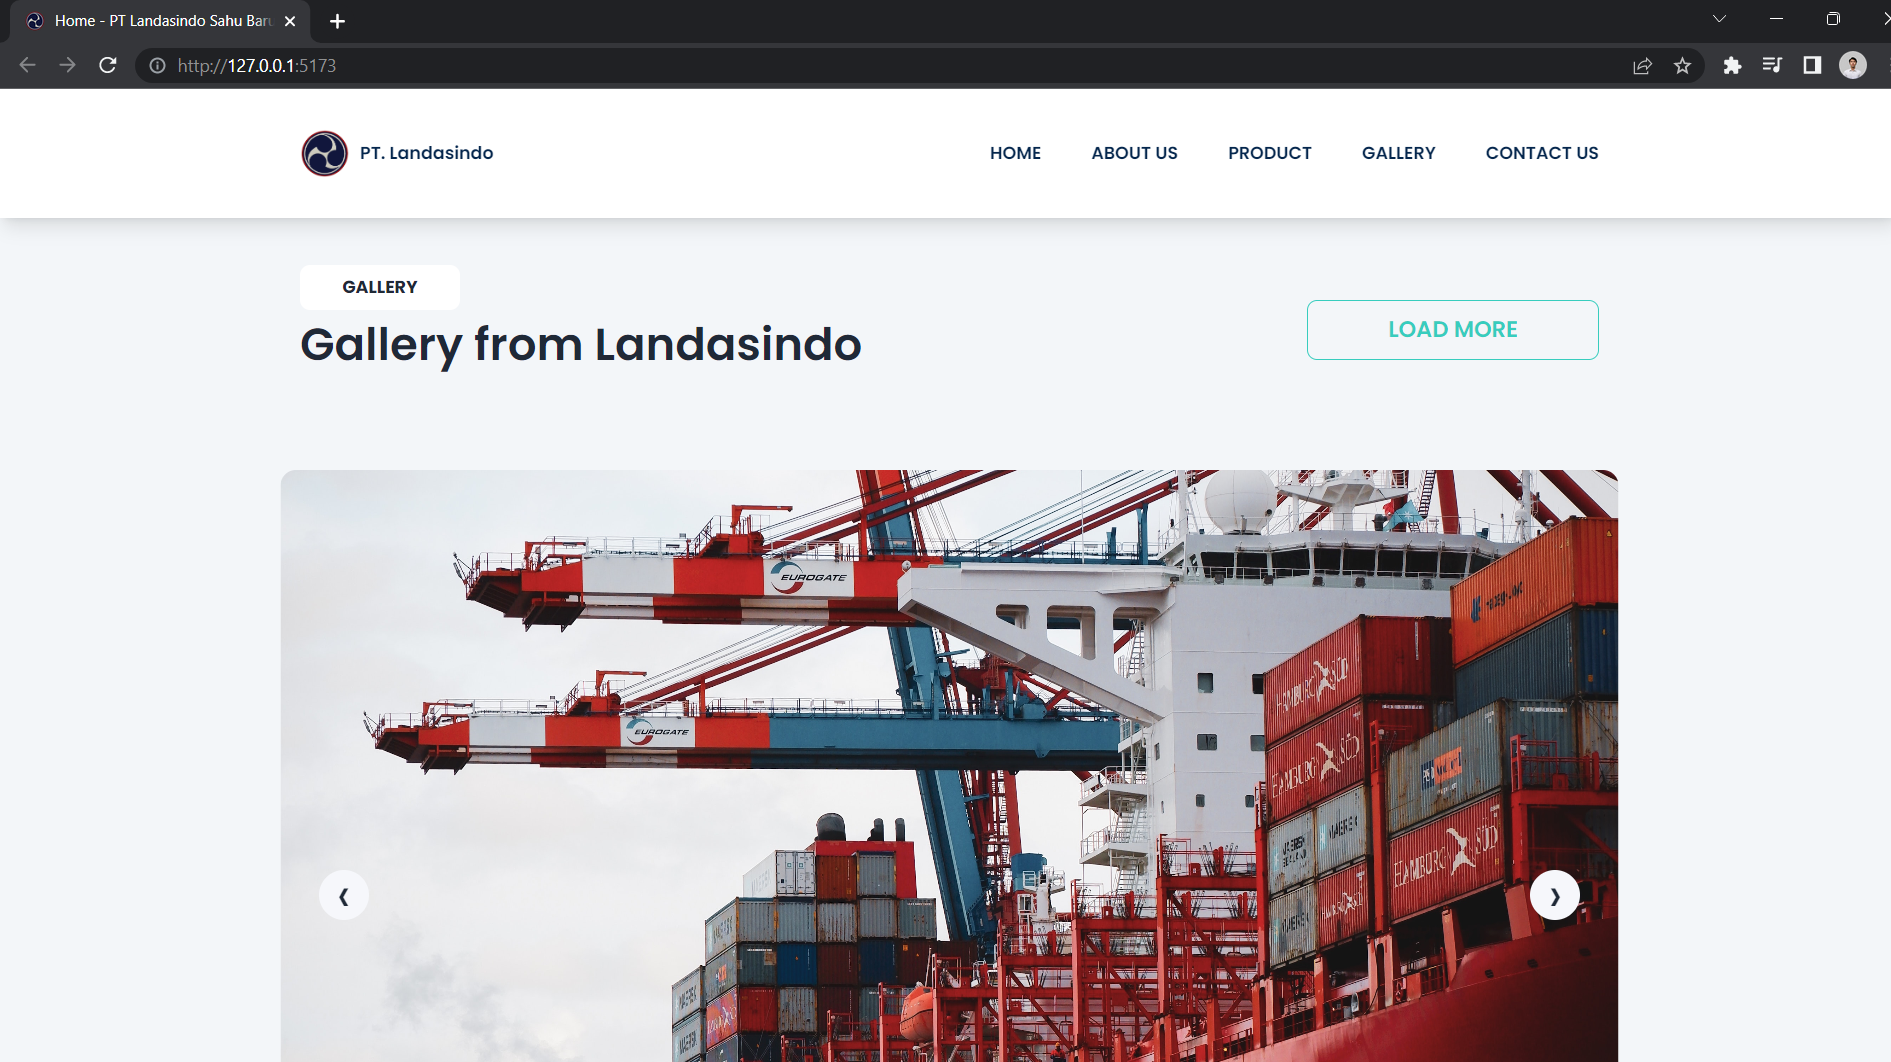 Home - PT Landasindo Sahu Baru
http://127.0.0.1:5173
PT. Landasindo
HOME ABOUT US PRODUCT GALLERY CONTACT US
GALLERY
Gallery from Landasindo
LOAD MORE
EUROGATE
EUROGATE
HAMBURG SÜD
HAMBURG SÜD
MAERSK
HAMBURG SÜD